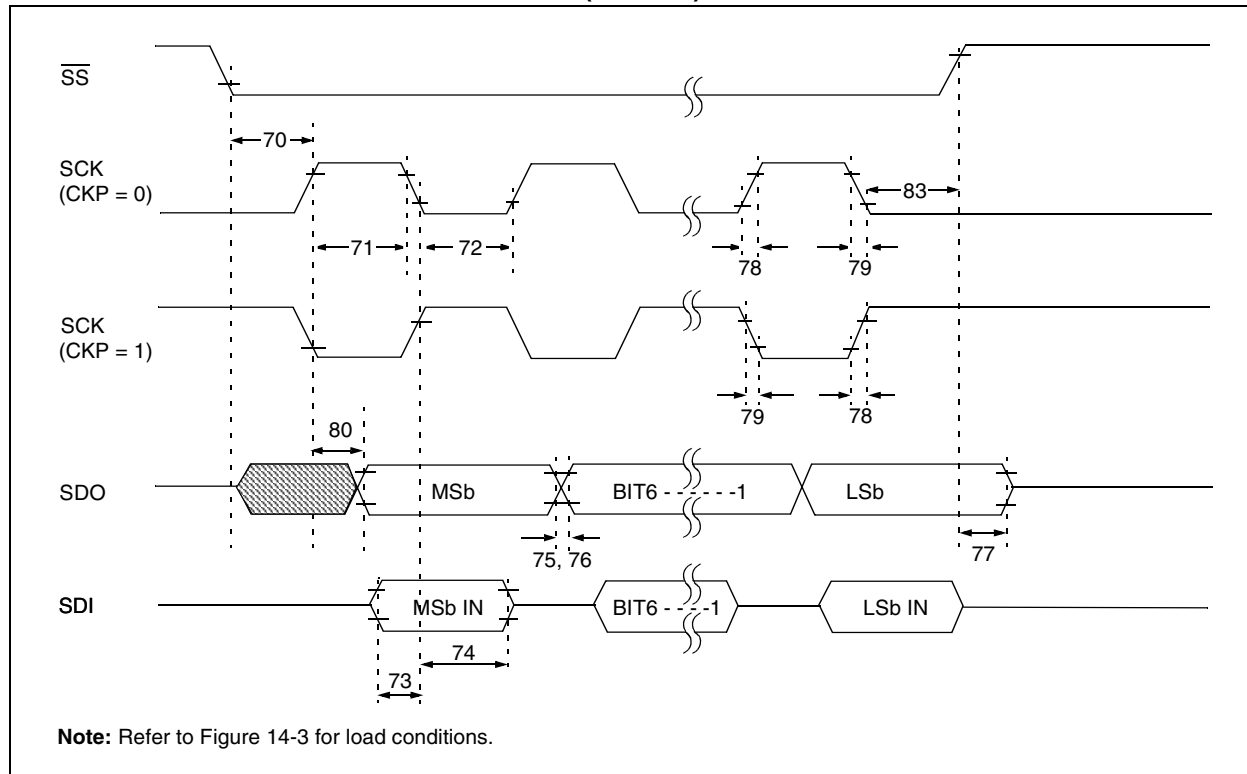 SS
70
SCK
(CKP = 0)
83
71
72
78
79
SCK
(CKP = 1)
79
78
80
SDO
MSb
BIT6 - - - - - -1
LSb
75, 76
77
SDI
MSb IN
BIT6 - - - -1
LSb IN
74
73
Note: Refer to Figure 14-3 for load conditions.